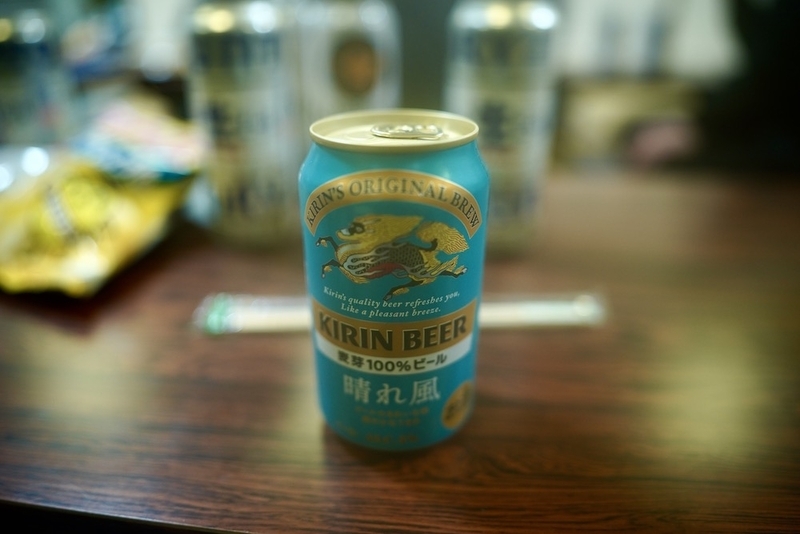 KIRIN'S ORIGINAL BREW
Kirin's quality beer refreshes you,
Like a pleasant breeze.
KIRIN BEER
麦芽100%ビール
晴れ風